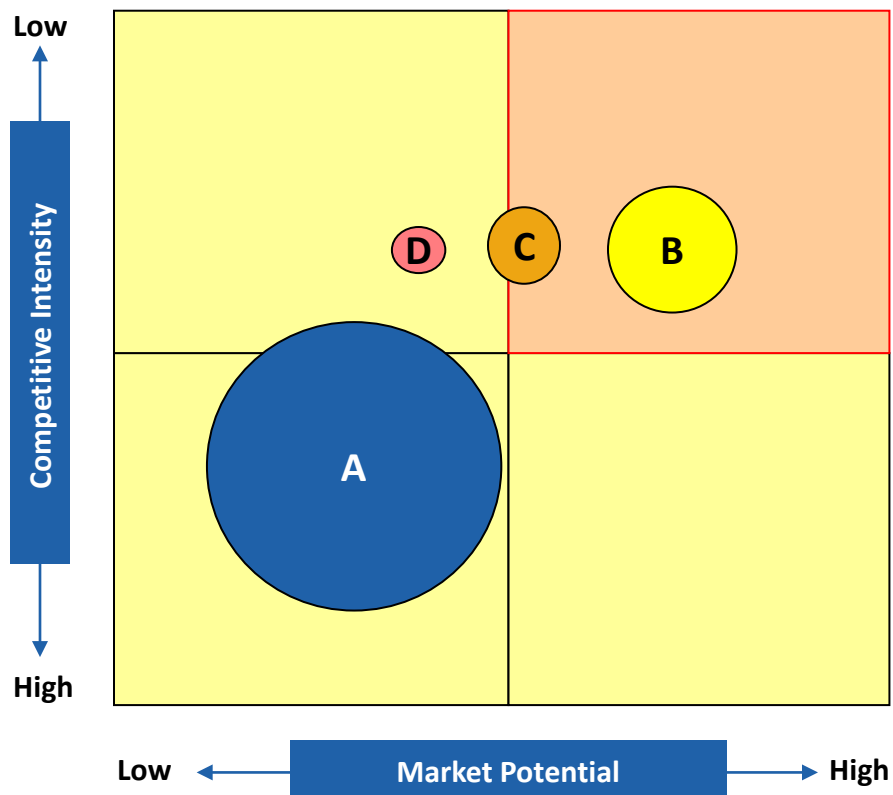 Low
Competitive Intensity
D
C
B
A
High
Low
Market Potential
High